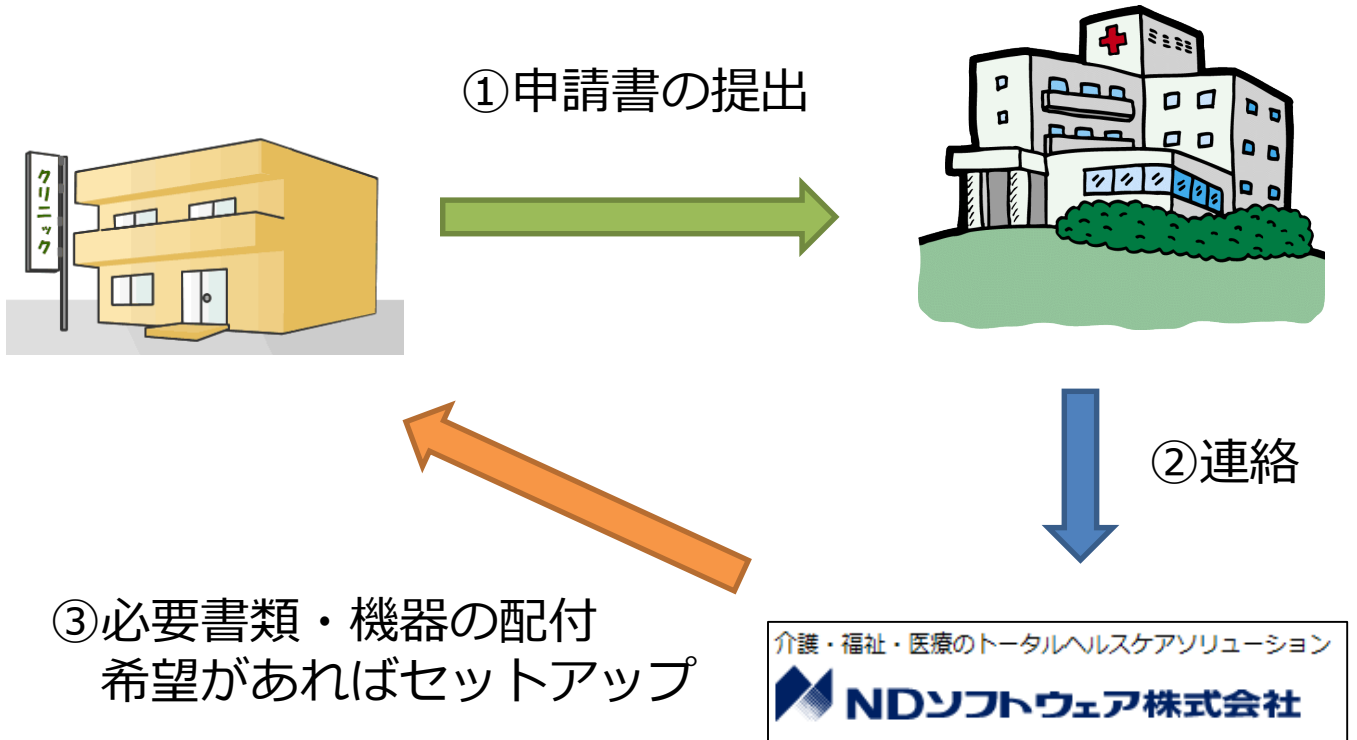 ①申請書の提出
クリニック
②連絡
③必要書類・機器の配付
希望があればセットアップ
介護・福祉・医療のトータルヘルスケアソリューション
NDソフトウェア株式会社